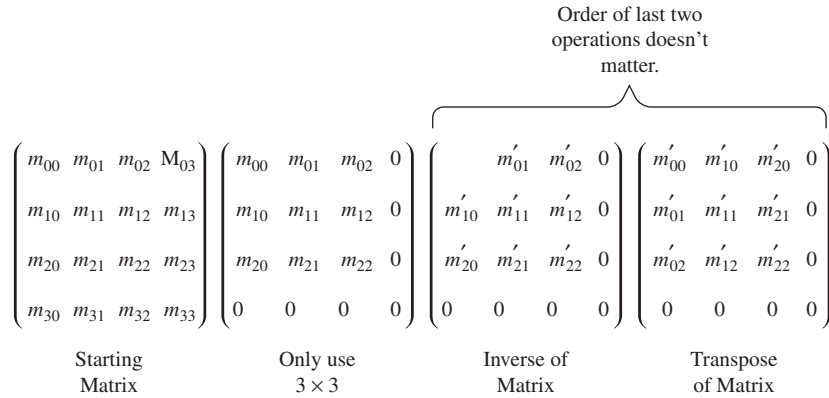 Order of last two
operations doesn't
matter.
m₀₀ m₀₁ m₀₂ M₀₃ m₀₀ m₀₁ m₀₂ 0 m′₀₁ m′₀₂ 0 m′₀₀ m′₁₀ m′₂₀ 0
m₁₀ m₁₁ m₁₂ m₁₃ m₁₀ m₁₁ m₁₂ 0 m′₁₀ m′₁₁ m′₁₂ 0 m′₀₁ m′₁₁ m′₂₁ 0
m₂₀ m₂₁ m₂₂ m₂₃ m₂₀ m₂₁ m₂₂ 0 m′₂₀ m′₂₁ m′₂₂ 0 m′₀₂ m′₁₂ m′₂₂ 0
m₃₀ m₃₁ m₃₂ m₃₃ 0 0 0 0 0 0 0 0 0 0 0 0
Starting
Matrix
Only use
3 × 3
Inverse of
Matrix
Transpose
of Matrix